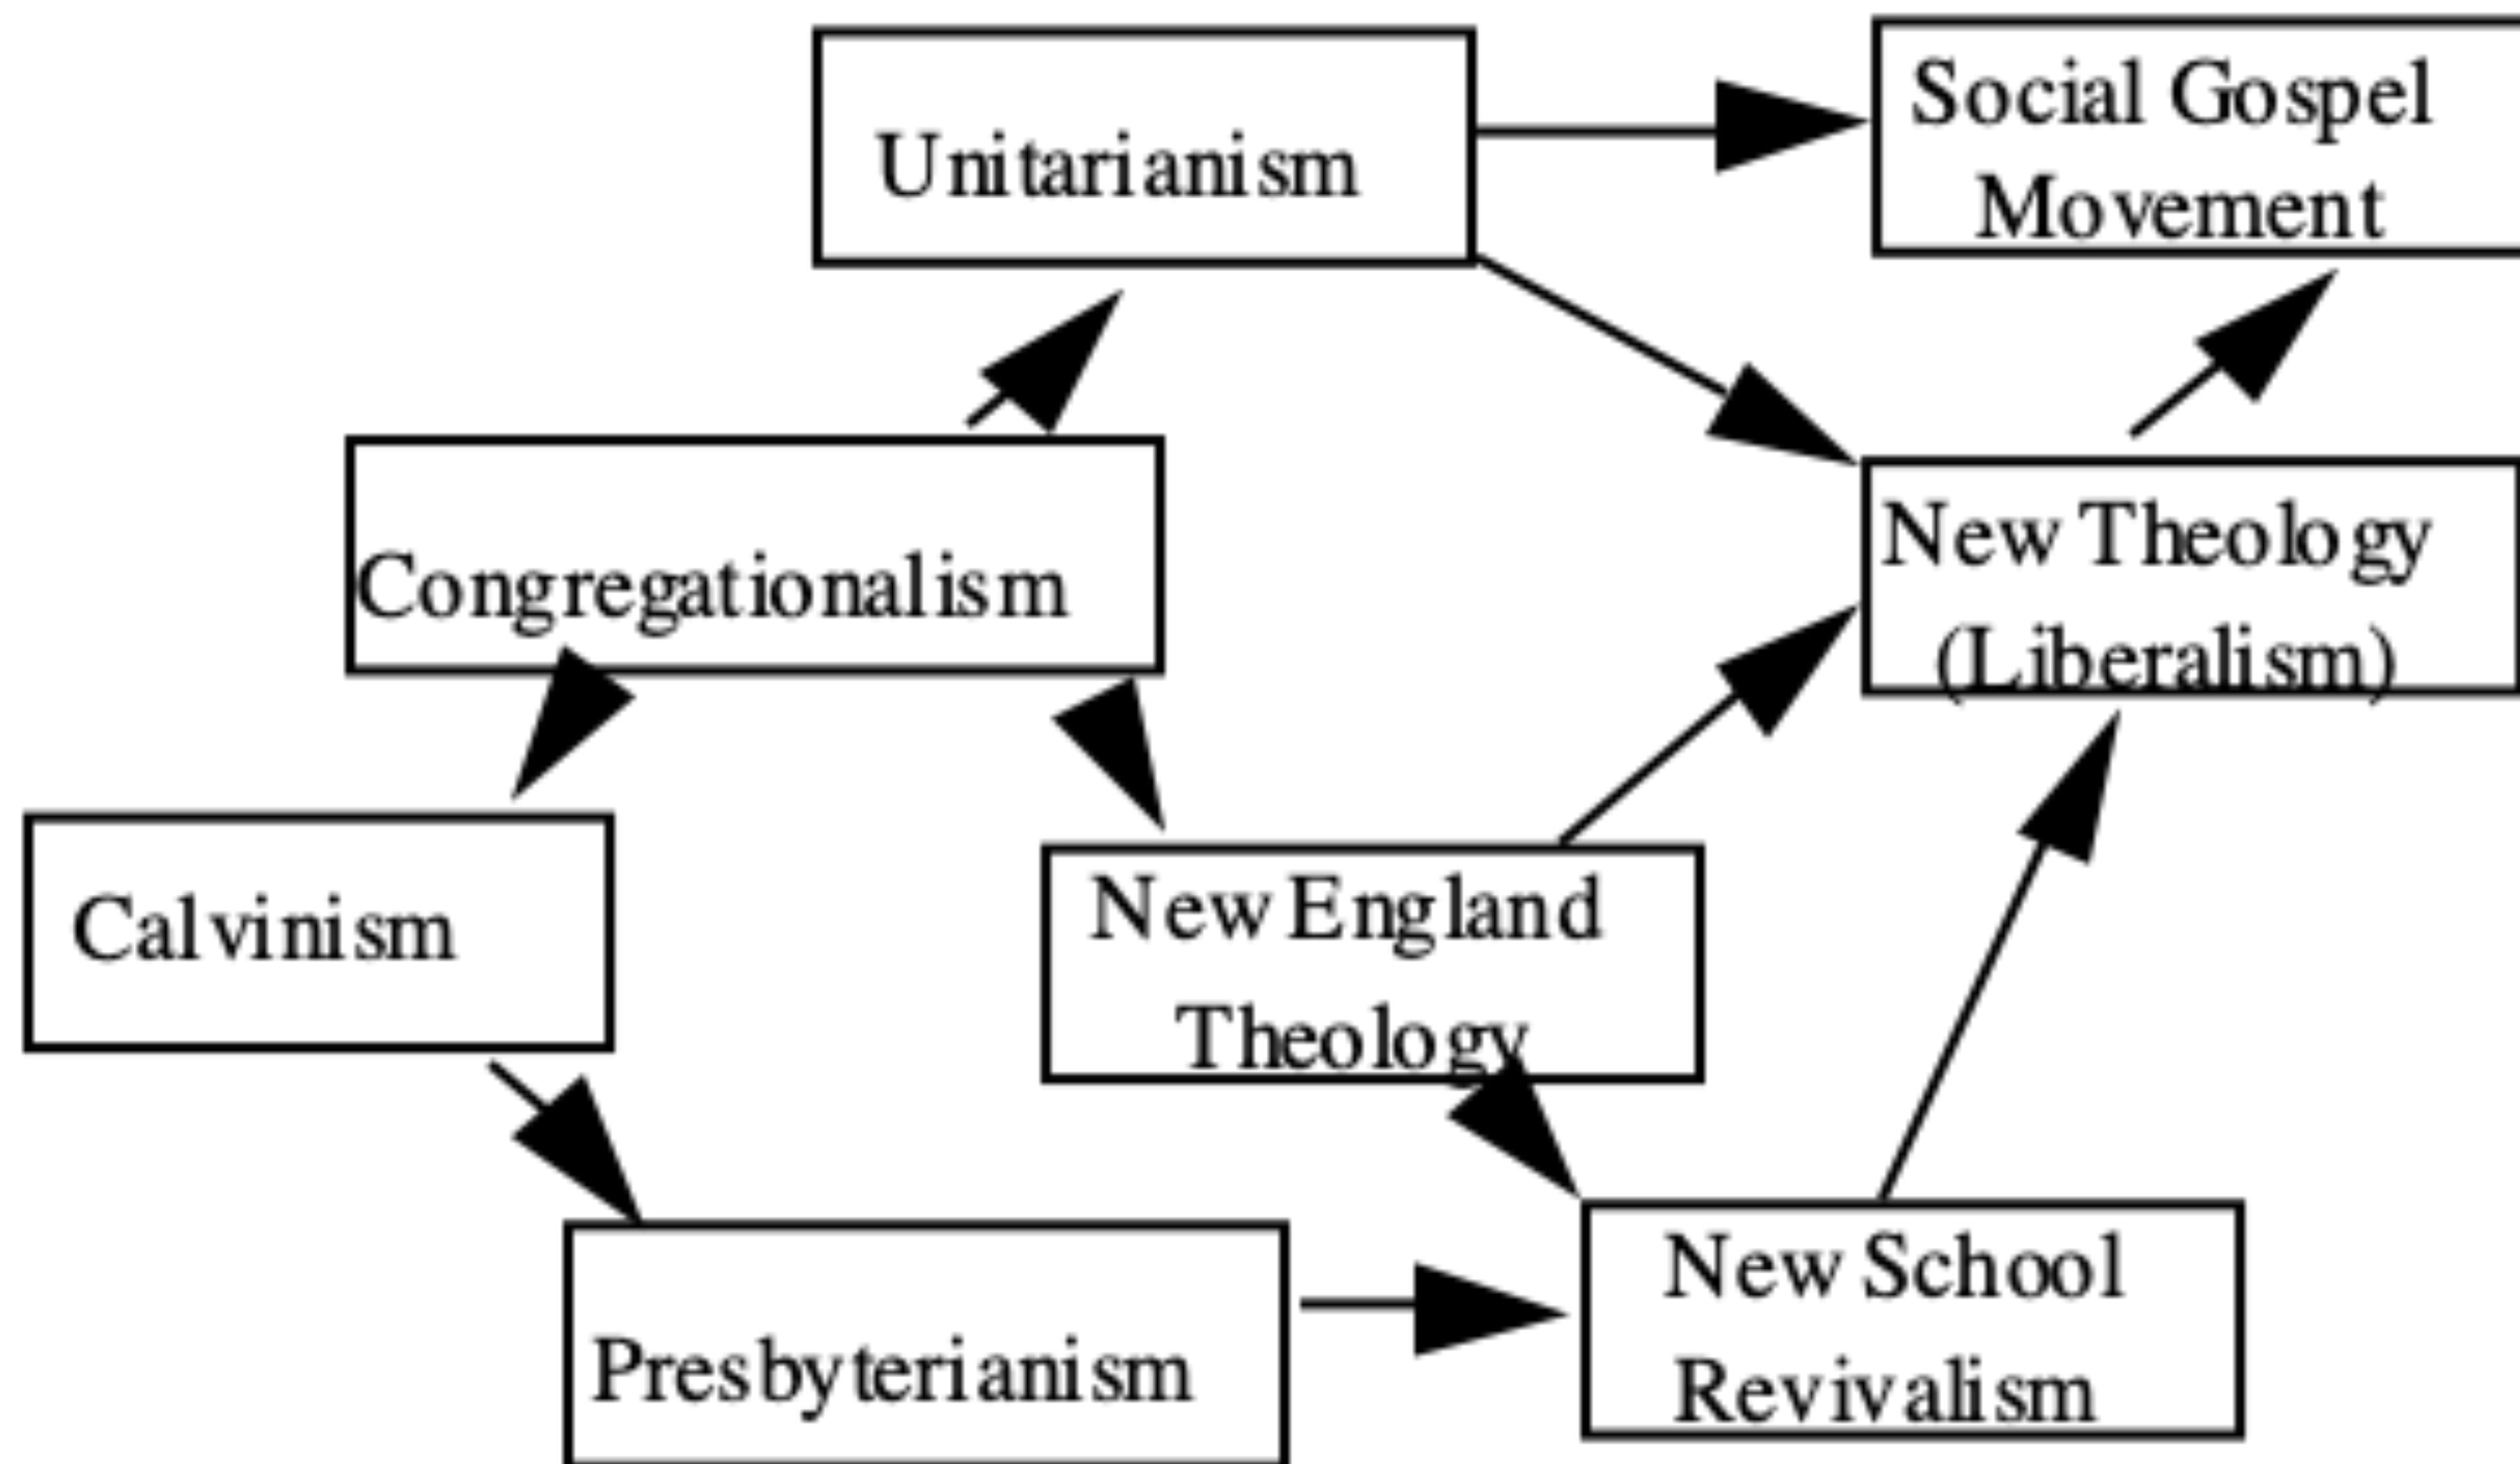 Unitarianism
Social Gospel
Movement
Congregationalism
New Theology
(Liberalism)
Calvinism
New England
Theology
Presbyterianism
New School
Revivalism